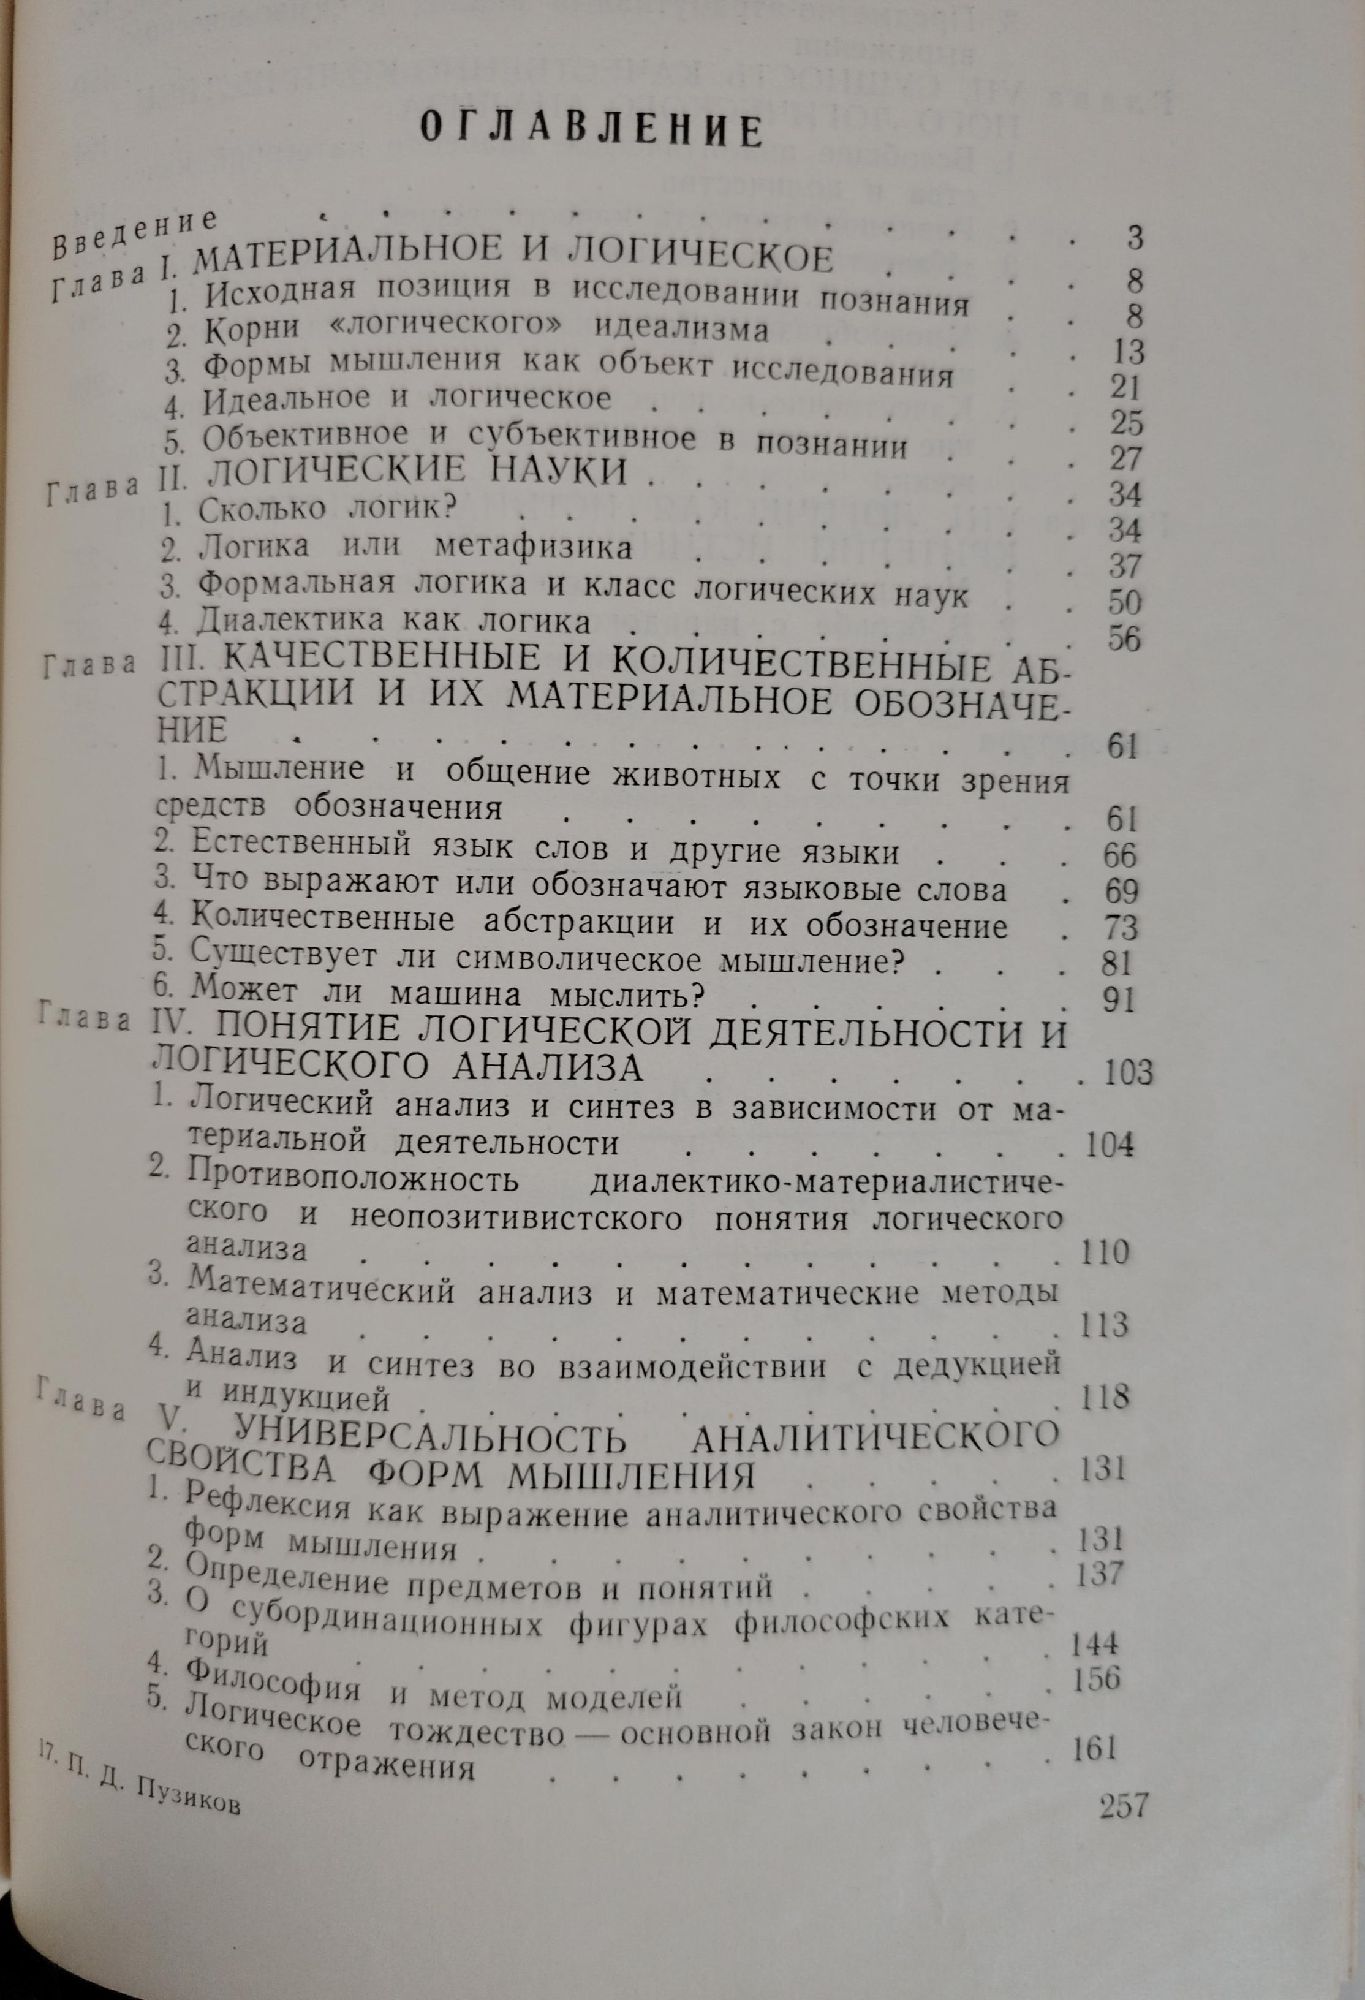 ОГЛАВЛЕНИЕ
Введение . . . . . . . . . . . . . 3
Глава I. МАТЕРИАЛЬНОЕ И ЛОГИЧЕСКОЕ . . . . 8
1. Исходная позиция в исследовании познания . . 8
2. Корни «логического» идеализма . . . . . 13
3. Формы мышления как объект исследования . . 21
4. Идеальное и логическое . . . . . . . . 25
5. Объективное и субъективное в познании . . . 27
Глава II. ЛОГИЧЕСКИЕ НАУКИ . . . . . . . . 34
1. Сколько логик? . . . . . . . . . . 34
2. Логика или метафизика . . . . . . . 37
3. Формальная логика и класс логических наук . . 50
4. Диалектика как логика . . . . . . . . 56
Глава III. КАЧЕСТВЕННЫЕ И КОЛИЧЕСТВЕННЫЕ АБ-
СТРАКЦИИ И ИХ МАТЕРИАЛЬНОЕ ОБОЗНАЧЕ-
НИЕ . . . . . . . . . . . . . 61
1. Мышление и общение животных с точки зрения
средств обозначения . . . . . . . . . 61
2. Естественный язык слов и другие языки . . . 66
3. Что выражают или обозначают языковые слова . 69
4. Количественные абстракции и их обозначение . 73
5. Существует ли символическое мышление? . . . 81
6. Может ли машина мыслить? . . . . . . 91
Глава IV. ПОНЯТИЕ ЛОГИЧЕСКОЙ ДЕЯТЕЛЬНОСТИ И
ЛОГИЧЕСКОГО АНАЛИЗА . . . . . . . 103
1. Логический анализ и синтез в зависимости от ма-
териальной деятельности . . . . . . . 104
2. Противоположность диалектико-материалистиче-
ского и неопозитивистского понятия логического
анализа . . . . . . . . . . . . 110
3. Математический анализ и математические методы
анализа . . . . . . . . . . . . 113
4. Анализ и синтез во взаимодействии с дедукцией
и индукцией . . . . . . . . . . . 118
Глава V. УНИВЕРСАЛЬНОСТЬ АНАЛИТИЧЕСКОГО
СВОЙСТВА ФОРМ МЫШЛЕНИЯ . . . . . 131
1. Рефлексия как выражение аналитического свойства
форм мышления . . . . . . . . . . 131
2. Определение предметов и понятий . . . . . 137
3. О субординационных фигурах философских кате-
горий . . . . . . . . . . . . 144
4. Философия и метод моделей . . . . . . 156
5. Логическое тождество — основной закон человече-
ского отражения . . . . . . . . . 161
17. П. Д. Пузиков
257